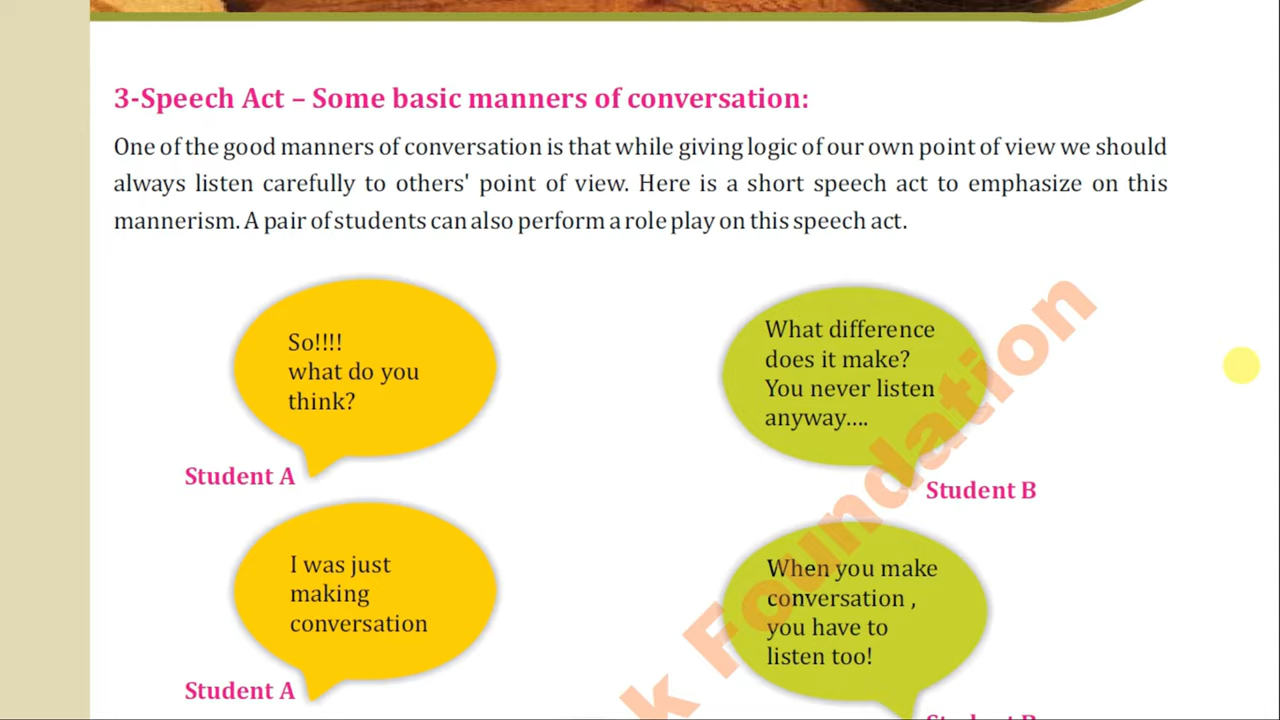 3-Speech Act – Some basic manners of conversation:
One of the good manners of conversation is that while giving logic of our own point of view we should
always listen carefully to others' point of view. Here is a short speech act to emphasize on this
mannerism. A pair of students can also perform a role play on this speech act.
So!!!!
what do you
think?
Student A
What difference
does it make?
You never listen
anyway....
Student B
I was just
making
conversation
Student A
When you make
conversation ,
you have to
listen too!
Student B
k Foundation